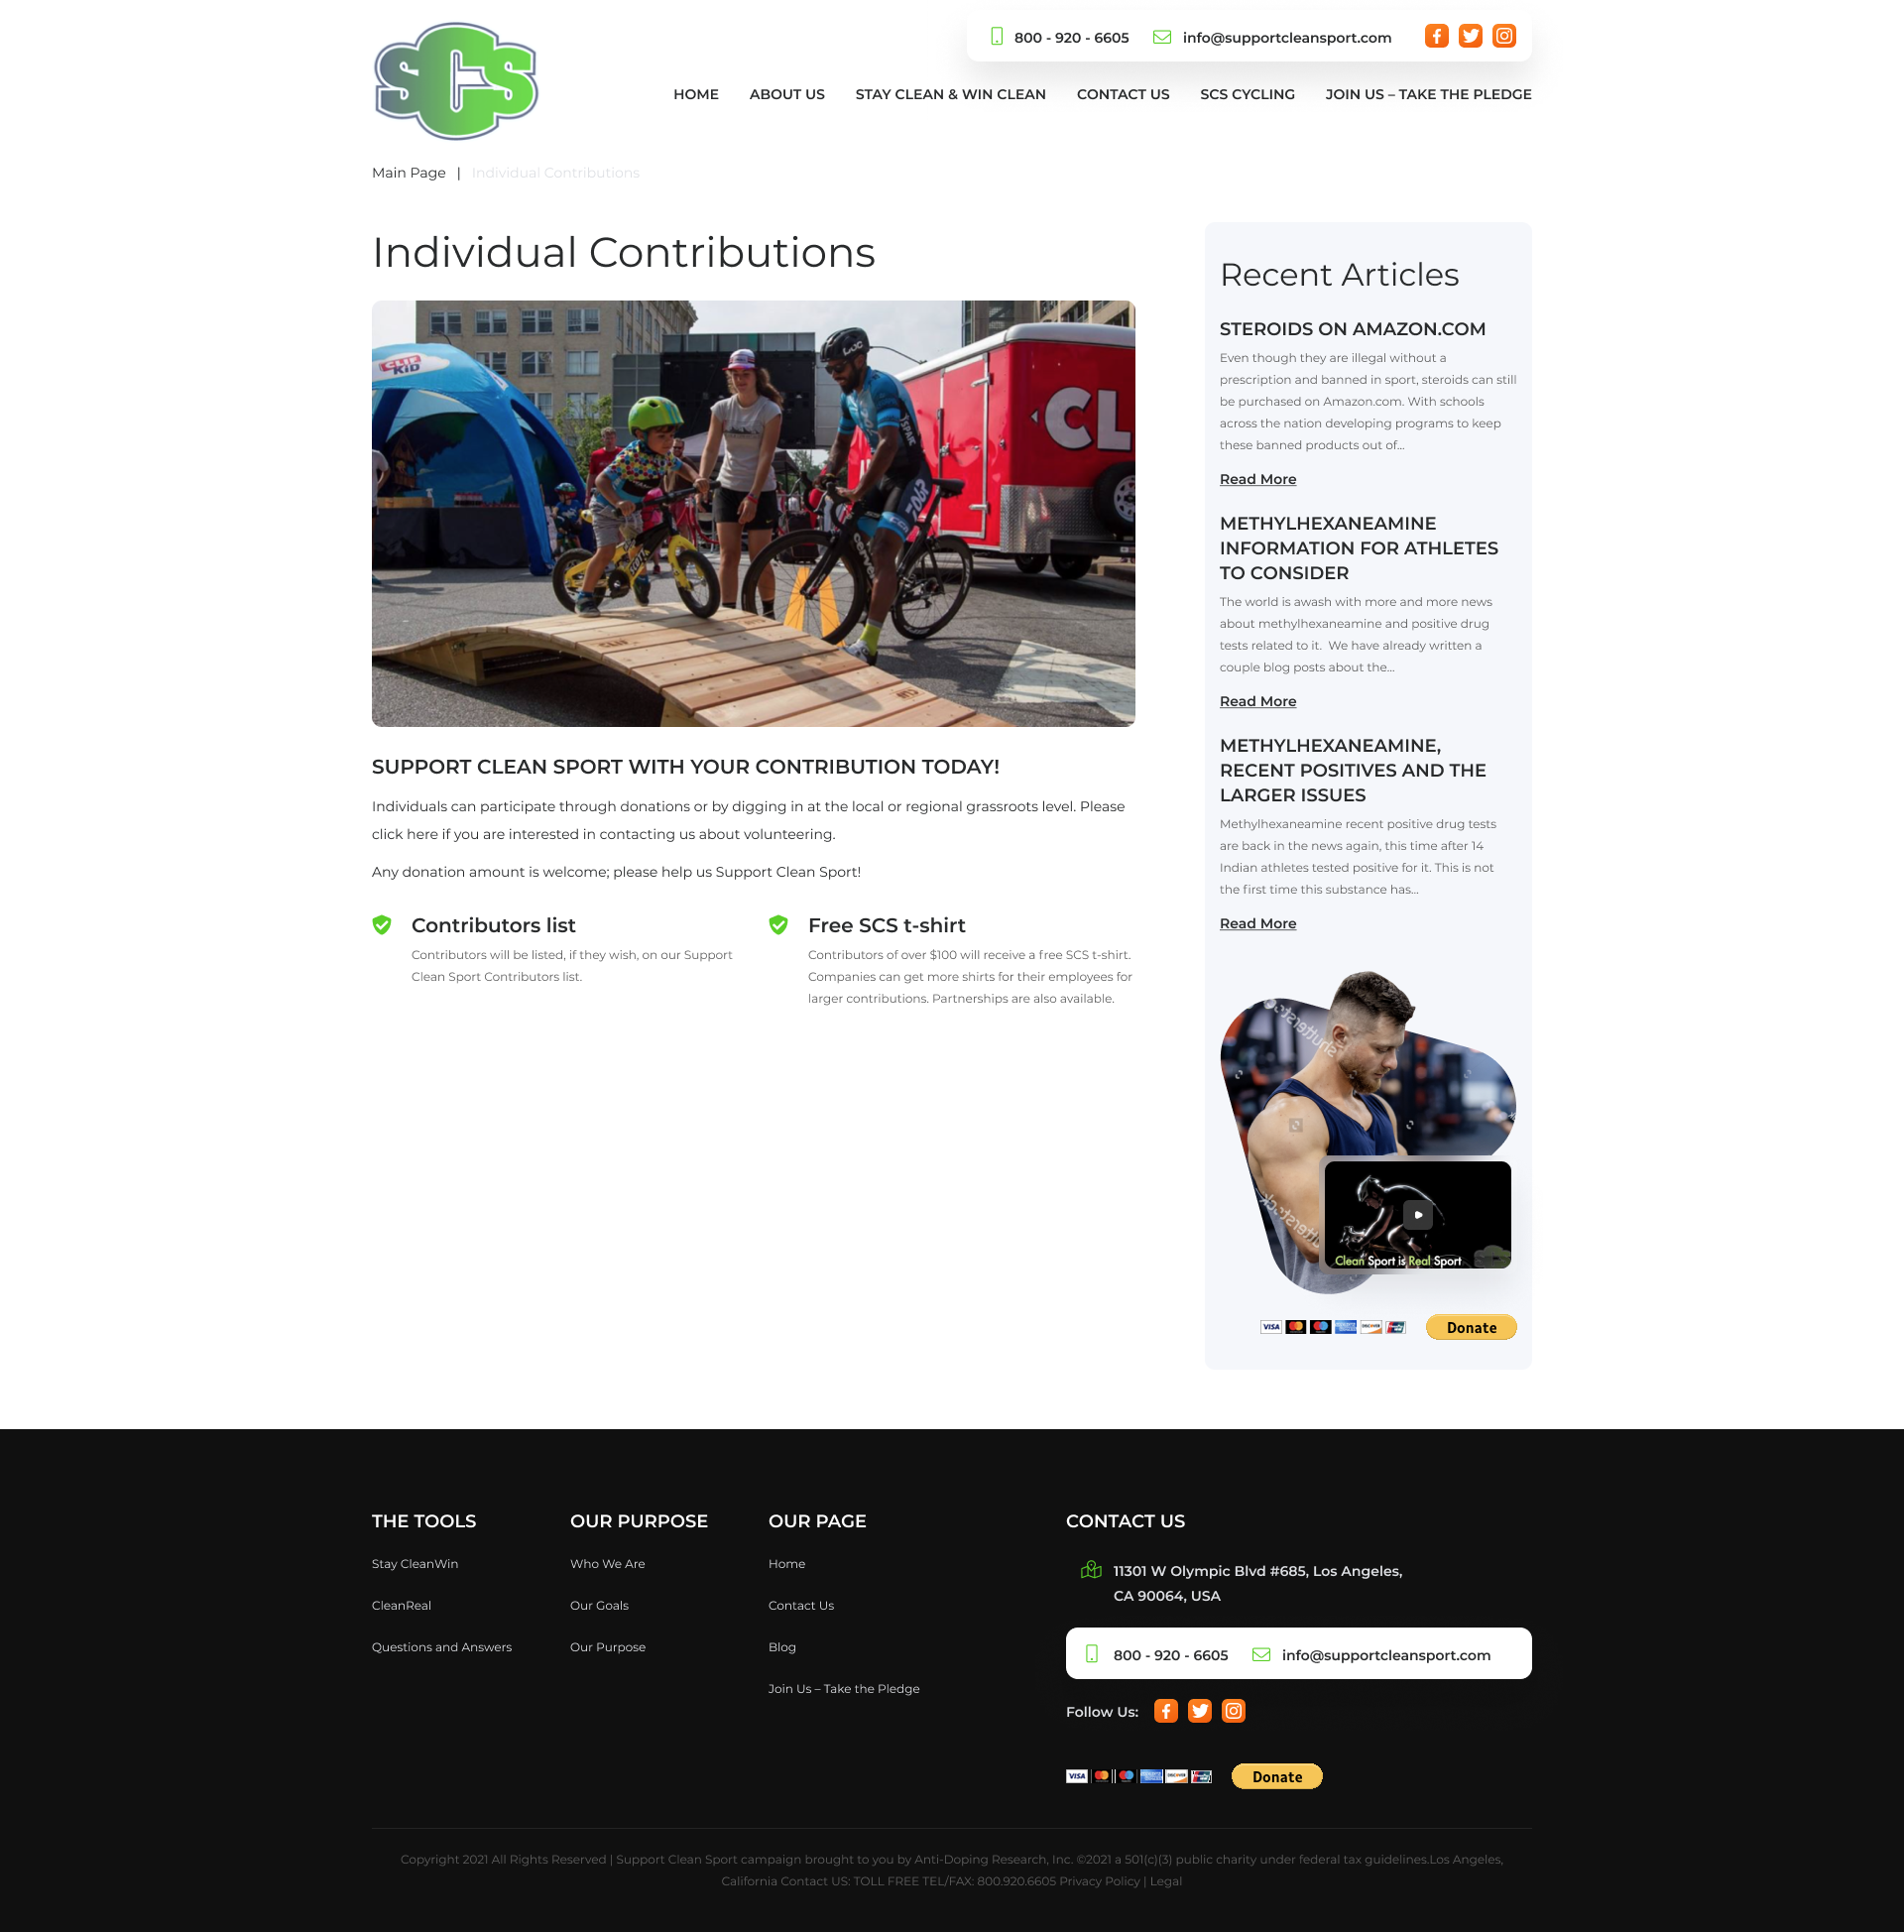 SCS
800 - 920 - 6605
info@supportcleansport.com
HOME
ABOUT US
STAY CLEAN & WIN CLEAN
CONTACT US
SCS CYCLING
JOIN US – TAKE THE PLEDGE
Main Page | Individual Contributions
Individual Contributions
CLIF
KID
LJC
CL
SUPPORT CLEAN SPORT WITH YOUR CONTRIBUTION TODAY!
Individuals can participate through donations or by digging in at the local or regional grassroots level. Please
click here if you are interested in contacting us about volunteering.
Any donation amount is welcome; please help us Support Clean Sport!
Contributors list
Contributors will be listed, if they wish, on our Support
Clean Sport Contributors list.
Free SCS t-shirt
Contributors of over $100 will receive a free SCS t-shirt.
Companies can get more shirts for their employees for
larger contributions. Partnerships are also available.
Recent Articles
STEROIDS ON AMAZON.COM
Even though they are illegal without a
prescription and banned in sport, steroids can still
be purchased on Amazon.com. With schools
across the nation developing programs to keep
these banned products out of...
Read More
METHYLHEXANEAMINE
INFORMATION FOR ATHLETES
TO CONSIDER
The world is awash with more and more news
about methylhexaneamine and positive drug
tests related to it.  We have already written a
couple blog posts about the...
Read More
METHYLHEXANEAMINE,
RECENT POSITIVES AND THE
LARGER ISSUES
Methylhexaneamine recent positive drug tests
are back in the news again, this time after 14
Indian athletes tested positive for it. This is not
the first time this substance has...
Read More
shutterstock
Clean Sport is Real Sport
VISA
DISCOVER
Donate
THE TOOLS
Stay CleanWin
CleanReal
Questions and Answers
OUR PURPOSE
Who We Are
Our Goals
Our Purpose
OUR PAGE
Home
Contact Us
Blog
Join Us – Take the Pledge
CONTACT US
11301 W Olympic Blvd #685, Los Angeles,
CA 90064, USA
800 - 920 - 6605
info@supportcleansport.com
Follow Us:
VISA
DISCOVER
Donate
Copyright 2021 All Rights Reserved | Support Clean Sport campaign brought to you by Anti-Doping Research, Inc. ©2021 a 501(c)(3) public charity under federal tax guidelines.Los Angeles,
California Contact US: TOLL FREE TEL/FAX: 800.920.6605 Privacy Policy | Legal